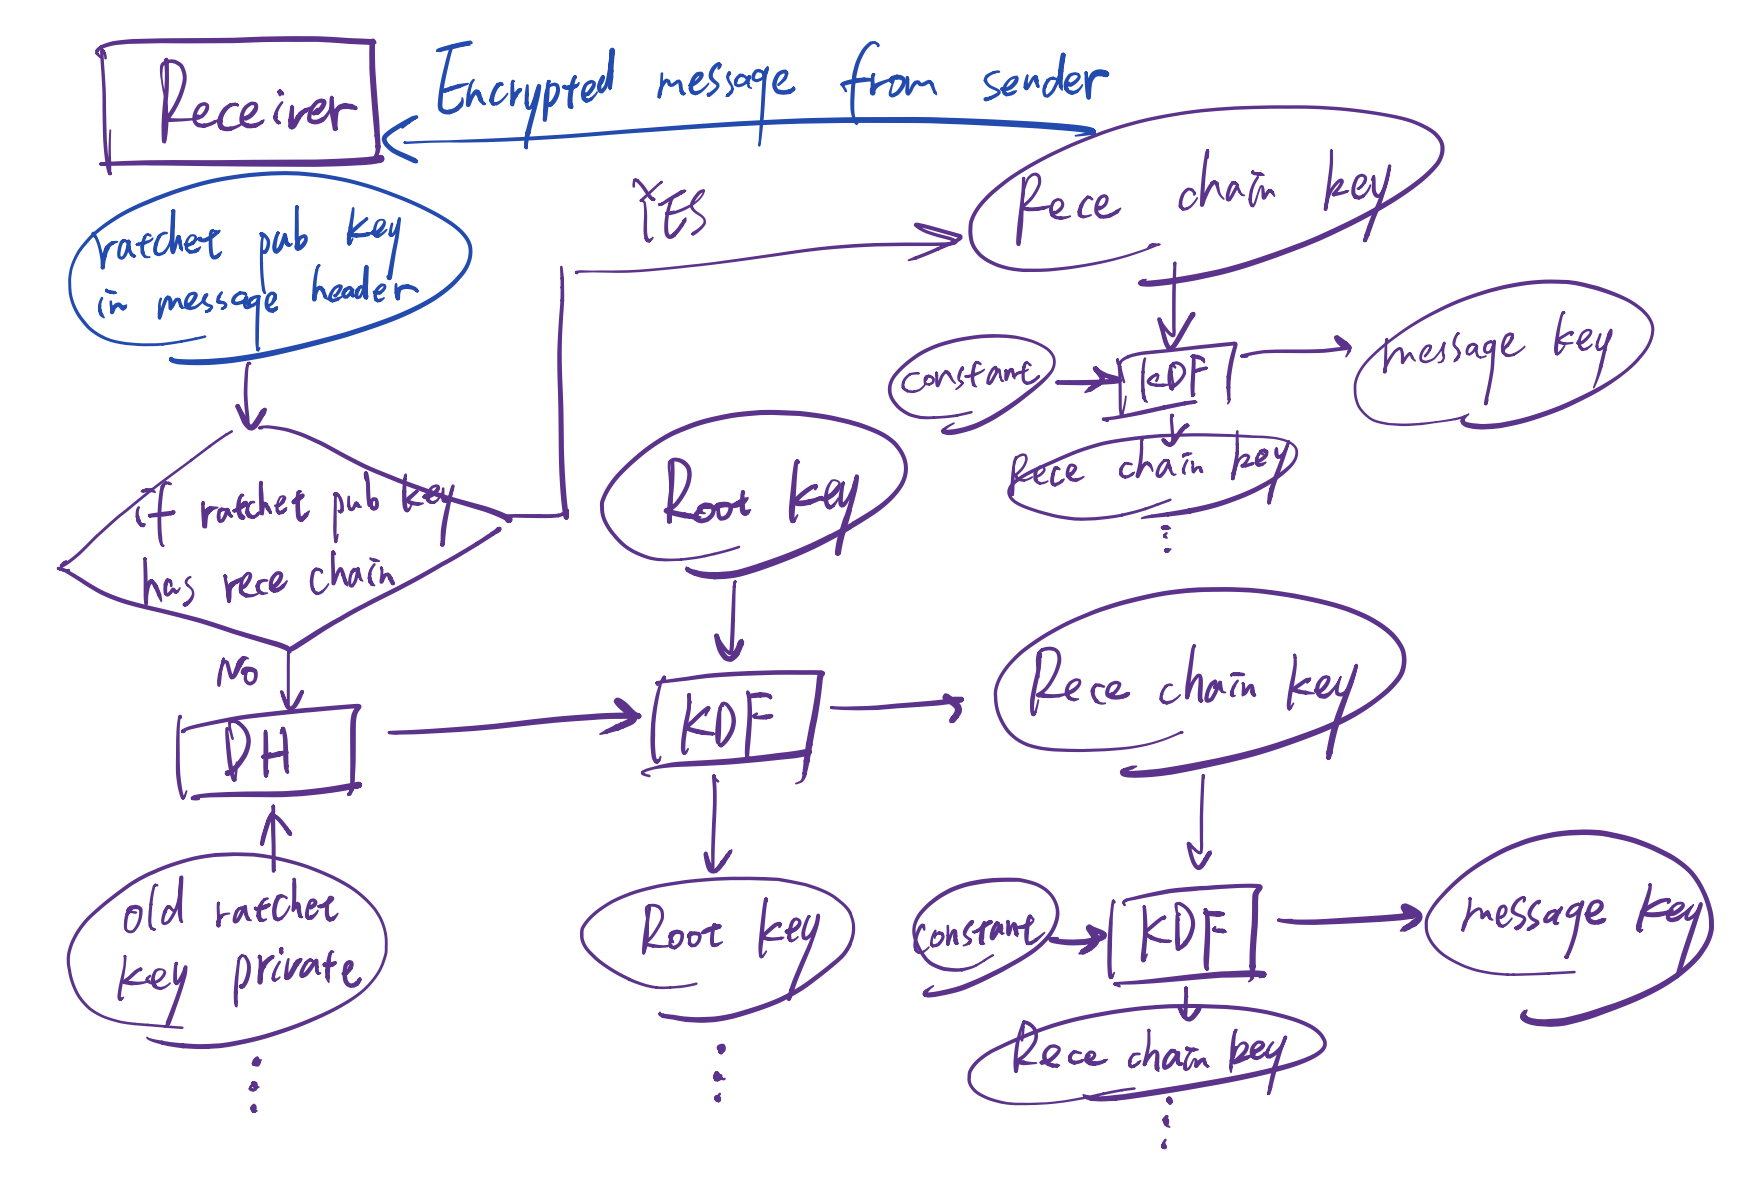 Receiver
Encrypted message from sender
ratchet pub key
in message header
YES
Rece chain key
constant
KDF
message key
Rece chain key
if ratchet pub key
has rece chain
Root key
NO
DH
KDF
Rece chain key
old ratchet
key private
Root key
constant
KDF
message key
Rece chain key